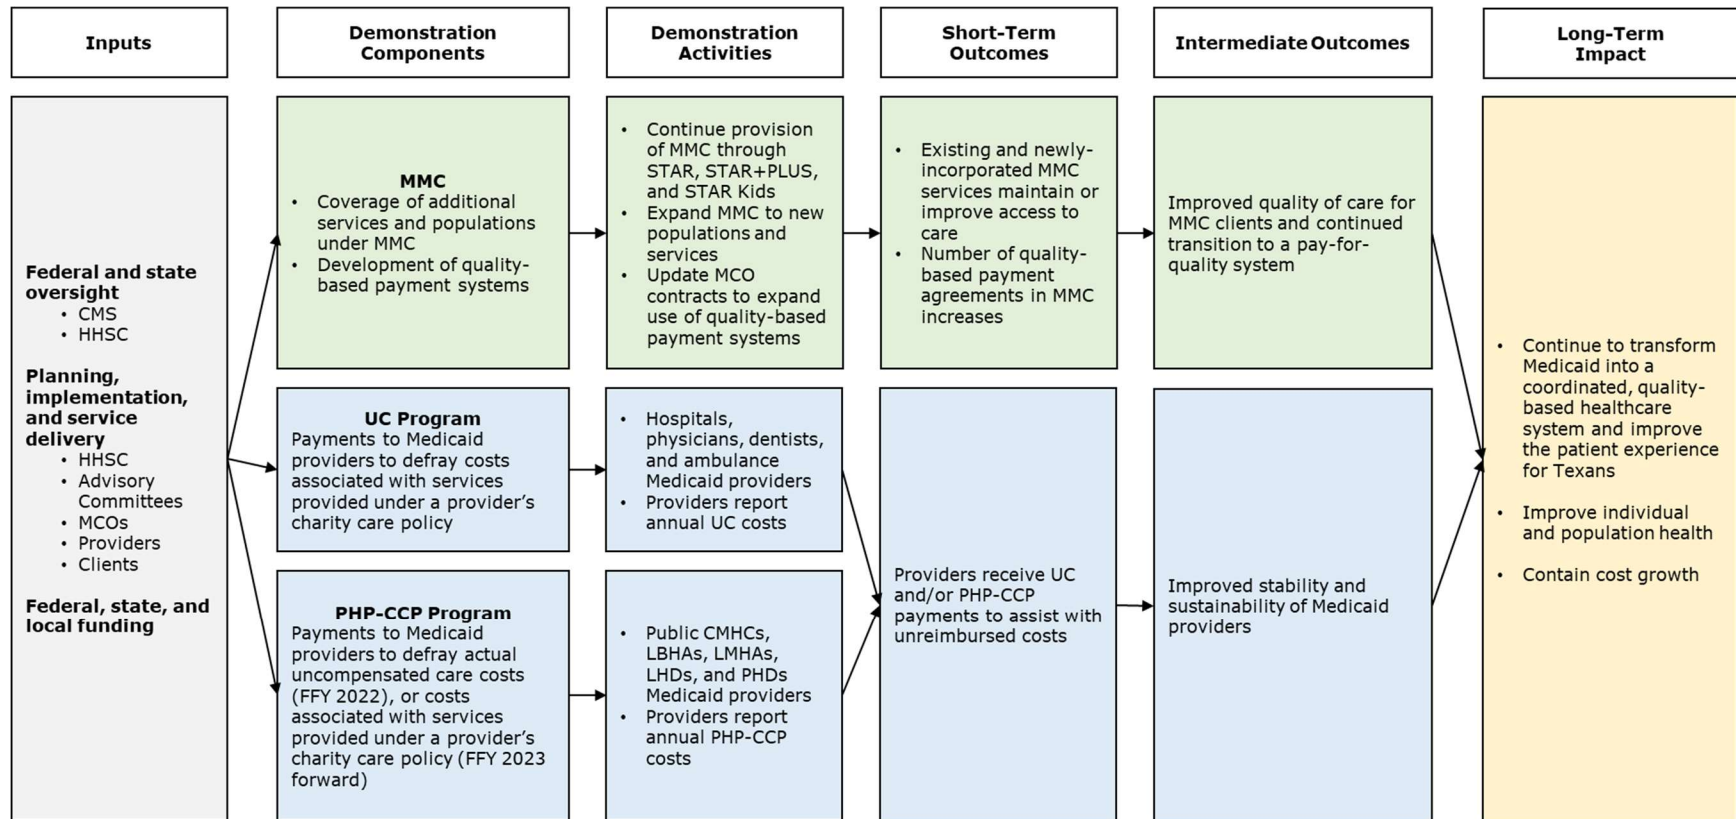 Inputs
Demonstration
Components
Demonstration
Activities
Short-Term
Outcomes
Intermediate Outcomes
Long-Term
Impact
Federal and state
oversight
• CMS
• HHSC
Planning,
implementation,
and service
delivery
• HHSC
• Advisory
Committees
• MCOs
• Providers
• Clients
Federal, state, and
local funding
MMC
• Coverage of additional
services and populations
under MMC
• Development of quality-
based payment systems
• Continue provision
of MMC through
STAR, STAR+PLUS,
and STAR Kids
• Expand MMC to new
populations and
services
• Update MCO
contracts to expand
use of quality-based
payment systems
• Existing and newly-
incorporated MMC
services maintain or
improve access to
care
• Number of quality-
based payment
agreements in MMC
increases
Improved quality of care for
MMC clients and continued
transition to a pay-for-
quality system
UC Program
Payments to Medicaid
providers to defray costs
associated with services
provided under a provider's
charity care policy
• Hospitals,
physicians, dentists,
and ambulance
Medicaid providers
• Providers report
annual UC costs
PHP-CCP Program
Payments to Medicaid
providers to defray actual
uncompensated care costs
(FFY 2022), or costs
associated with services
provided under a provider's
charity care policy (FFY 2023
forward)
• Public CMHCs,
LBHAs, LMHAs,
LHDs, and PHDs
Medicaid providers
• Providers report
annual PHP-CCP
costs
Providers receive UC
and/or PHP-CCP
payments to assist with
unreimbursed costs
Improved stability and
sustainability of Medicaid
providers
• Continue to transform
Medicaid into a
coordinated, quality-
based healthcare
system and improve
the patient experience
for Texans
• Improve individual
and population health
• Contain cost growth